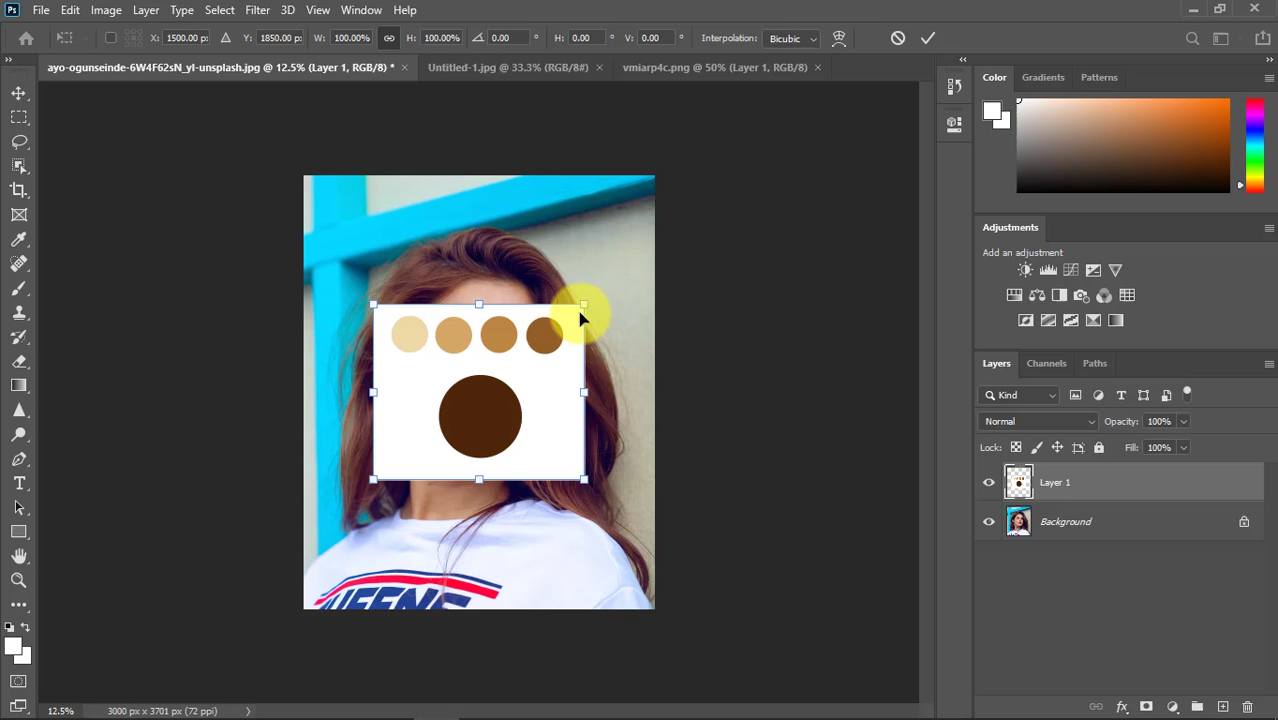 Ps File Edit Image Layer Type Select Filter 3D View Window Help
X: 1500.00 px Y: 1850.00 px W: 100.00% H: 100.00% 0.00 ° H: 0.00 ° V: 0.00 ° Interpolation: Bicubic
ayo-ogunseinde-6W4F62sN_yI-unsplash.jpg @ 12.5% (Layer 1, RGB/8) * × Untitled-1.jpg @ 33.3% (RGB/8#) × vmiarp4c.png @ 50% (Layer 1, RGB/8) ×
Color Gradients Patterns
Adjustments
Add an adjustment
Layers Channels Paths
Kind
Normal Opacity: 100%
Lock: Fill: 100%
Layer 1
Background
QUEENS
12.5% 3000 px x 3701 px (72 ppi)